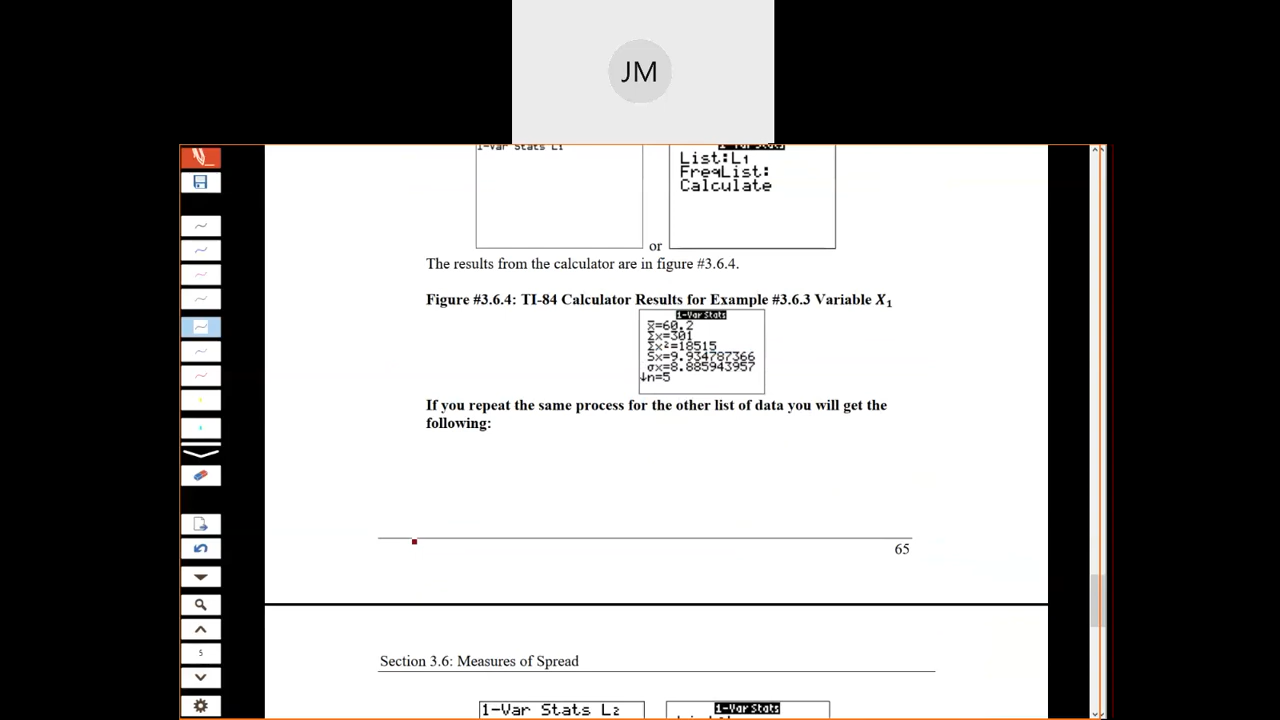 JM
1-Var Stats L1
1-Var Stats
List:L1
FreqList:
Calculate
or
The results from the calculator are in figure #3.6.4.
Figure #3.6.4: TI-84 Calculator Results for Example #3.6.3 Variable X₁
1-Var Stats
x̄=60.2
Σx=301
Σx²=18515
Sx=9.934787366
σx=8.885943957
↓n=5
If you repeat the same process for the other list of data you will get the
following:
65
5
Section 3.6: Measures of Spread
1-Var Stats L2
1-Var Stats